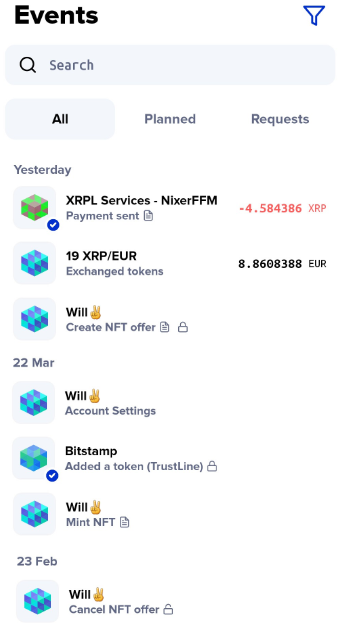 Events
Search
All Planned Requests
Yesterday
XRPL Services - NixerFFM
Payment sent
-4.584386 XRP
19 XRP/EUR
Exchanged tokens
8.8608388 EUR
Will✌️
Create NFT offer
22 Mar
Will✌️
Account Settings
Bitstamp
Added a token (TrustLine)
Will✌️
Mint NFT
23 Feb
Will✌️
Cancel NFT offer